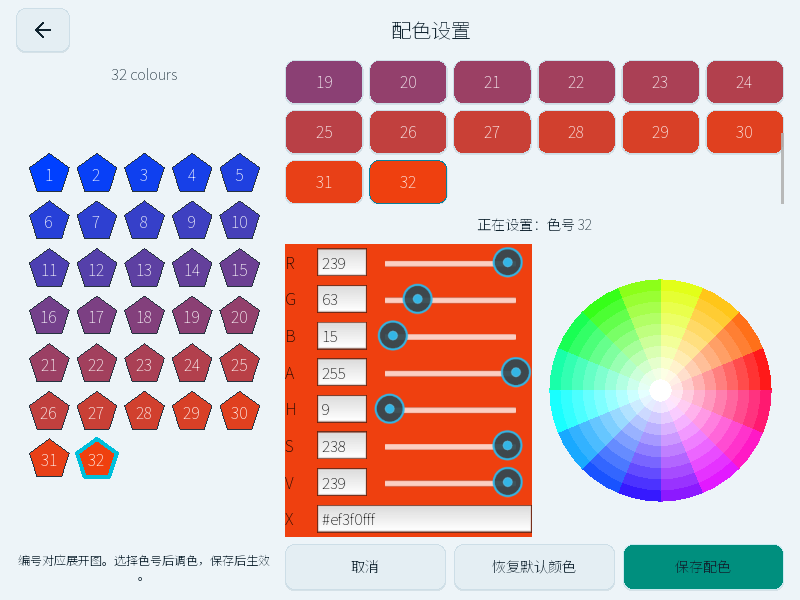 配色设置
32 colours
19 20 21 22 23 24
25 26 27 28 29 30
31 32
正在设置：色号 32
1 2 3 4 5
6 7 8 9 10
11 12 13 14 15
16 17 18 19 20
21 22 23 24 25
26 27 28 29 30
31 32
R 239
G 63
B 15
A 255
H 9
S 238
V 239
X #ef3f0fff
编号对应展开图。选择色号后调色，保存后生效
。
取消 恢复默认颜色 保存配色